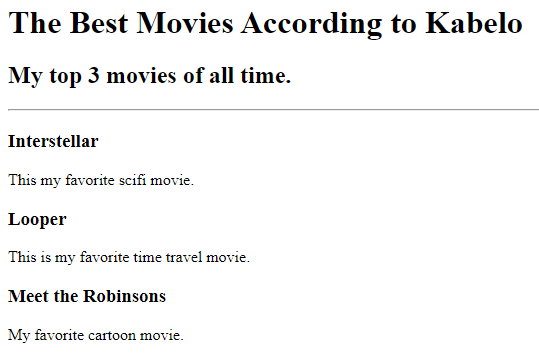 The Best Movies According to Kabelo
My top 3 movies of all time.
Interstellar
This my favorite scifi movie.
Looper
This is my favorite time travel movie.
Meet the Robinsons
My favorite cartoon movie.